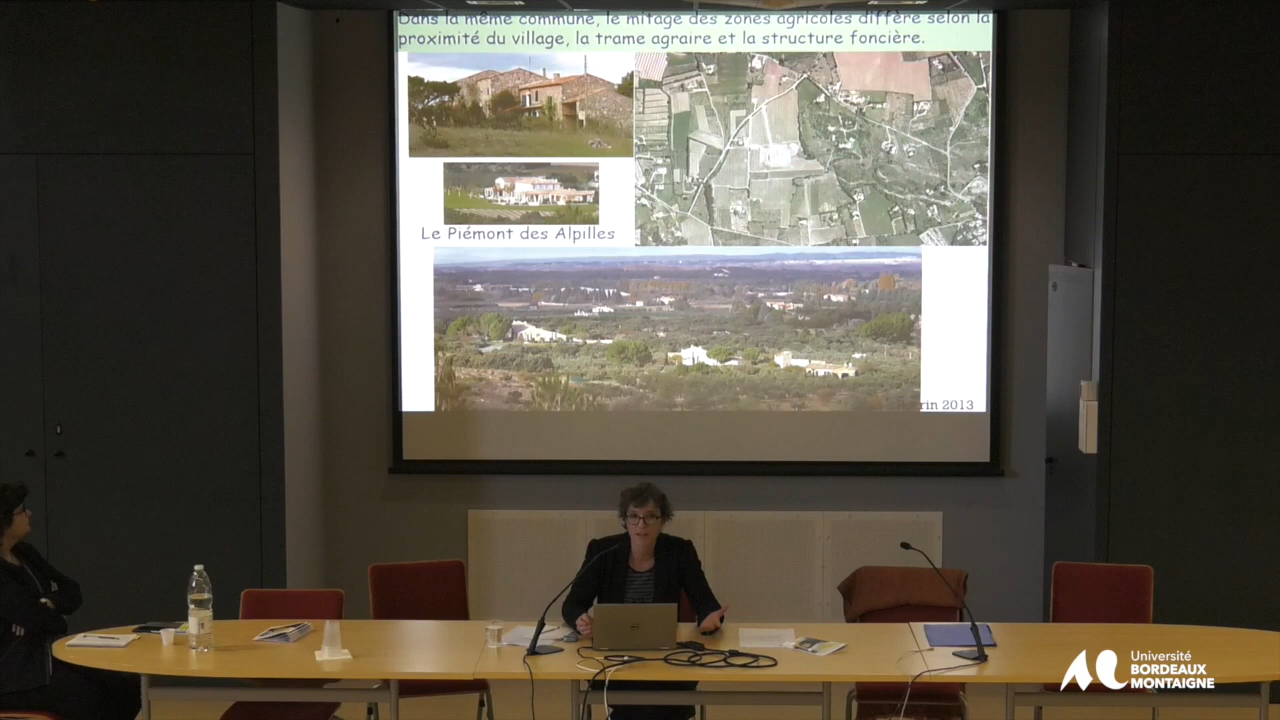 Dans la même commune, le mitage des zones agricoles diffère selon la
proximité du village, la trame agraire et la structure foncière.
Le Piémont des Alpilles
rin 2013
Université
BORDEAUX
MONTAIGNE